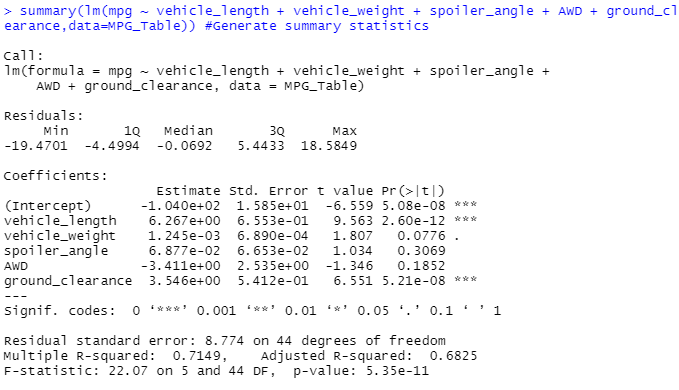 > summary(lm(mpg ~ vehicle_length + vehicle_weight + spoiler_angle + AWD + ground_cl
earance,data=MPG_Table)) #Generate summary statistics
Call:
lm(formula = mpg ~ vehicle_length + vehicle_weight + spoiler_angle +
    AWD + ground_clearance, data = MPG_Table)
Residuals:
     Min       1Q   Median       3Q      Max
-19.4701  -4.4994  -0.0692   5.4433  18.5849
Coefficients:
                   Estimate Std. Error t value Pr(>|t|)
(Intercept)      -1.040e+02  1.585e+01  -6.559 5.08e-08 ***
vehicle_length    6.267e+00  6.553e-01   9.563 2.60e-12 ***
vehicle_weight    1.245e-03  6.890e-04   1.807   0.0776 .
spoiler_angle     6.877e-02  6.653e-02   1.034   0.3069
AWD              -3.411e+00  2.535e+00  -1.346   0.1852
ground_clearance  3.546e+00  5.412e-01   6.551 5.21e-08 ***
---
Signif. codes:  0 ‘***’ 0.001 ‘**’ 0.01 ‘*’ 0.05 ‘.’ 0.1 ‘ ’ 1
Residual standard error: 8.774 on 44 degrees of freedom
Multiple R-squared:  0.7149,    Adjusted R-squared:  0.6825
F-statistic: 22.07 on 5 and 44 DF,  p-value: 5.35e-11